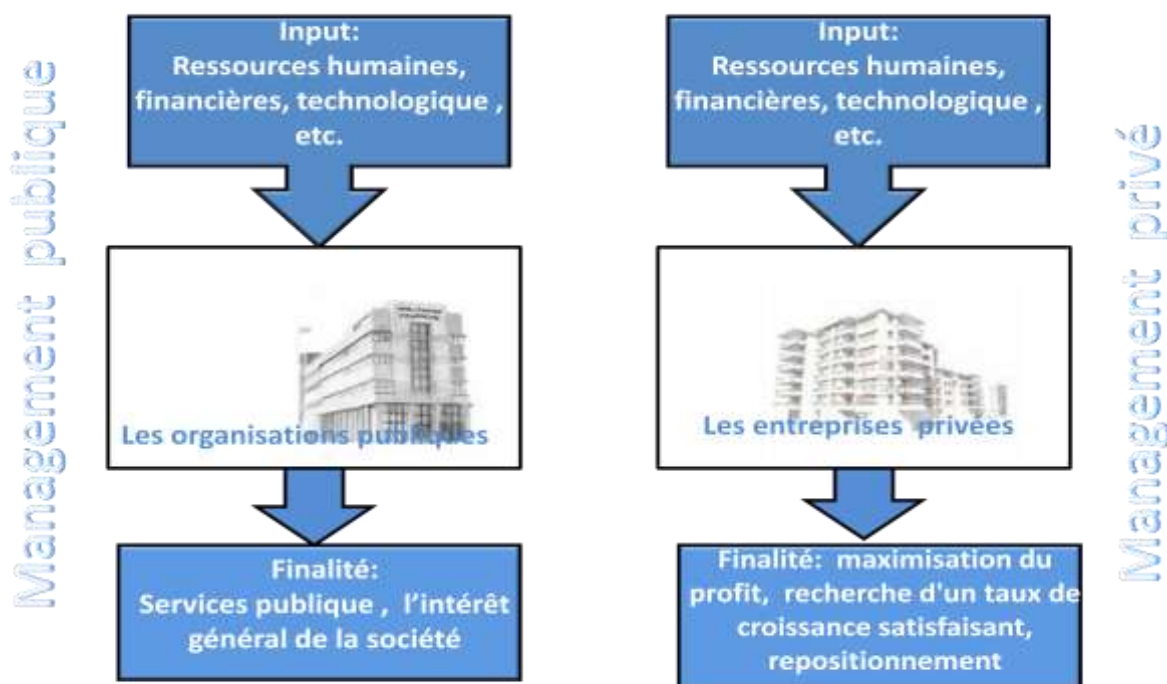 Management publique
Input:
Ressources humaines,
financières, technologique ,
etc.
Les organisations publiques
Finalité:
Services publique , l’intérêt
général de la société
Input:
Ressources humaines,
financières, technologique ,
etc.
Les entreprises privées
Finalité: maximisation du
profit, recherche d'un taux de
croissance satisfaisant,
repositionnement
Management privé